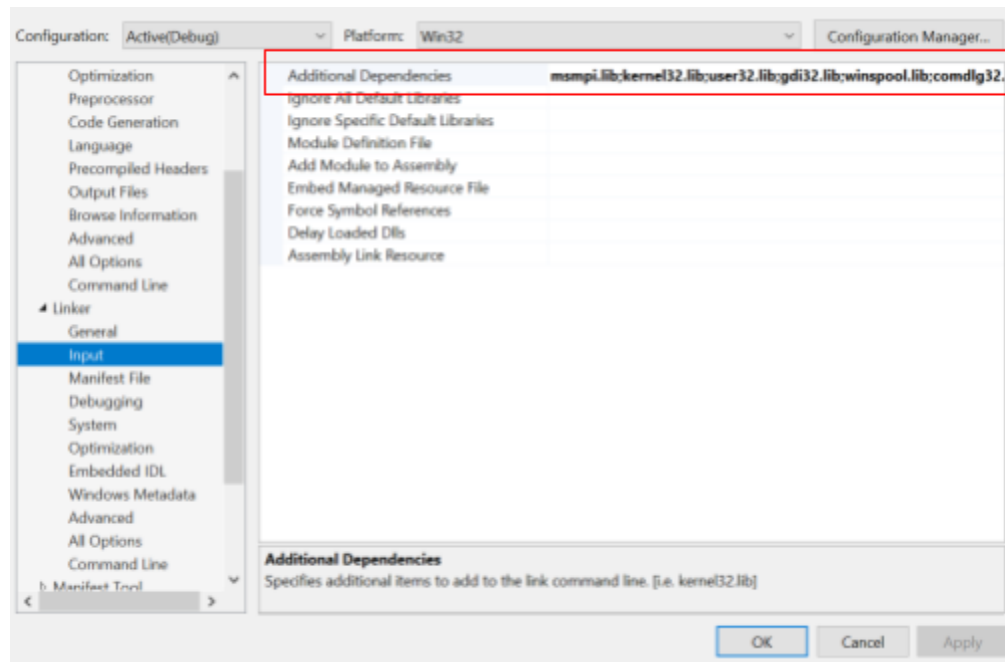 Configuration: Active(Debug) Platform: Win32 Configuration Manager...
Optimization
Preprocessor
Code Generation
Language
Precompiled Headers
Output Files
Browse Information
Advanced
All Options
Command Line
Linker
General
Input
Manifest File
Debugging
System
Optimization
Embedded IDL
Windows Metadata
Advanced
All Options
Command Line
Manifest Tool
Additional Dependencies msmpi.lib;kernel32.lib;user32.lib;gdi32.lib;winspool.lib;comdlg32.
Ignore All Default Libraries
Ignore Specific Default Libraries
Module Definition File
Add Module to Assembly
Embed Managed Resource File
Force Symbol References
Delay Loaded Dlls
Assembly Link Resource
Additional Dependencies
Specifies additional items to add to the link command line. [i.e. kernel32.lib]
OK Cancel Apply